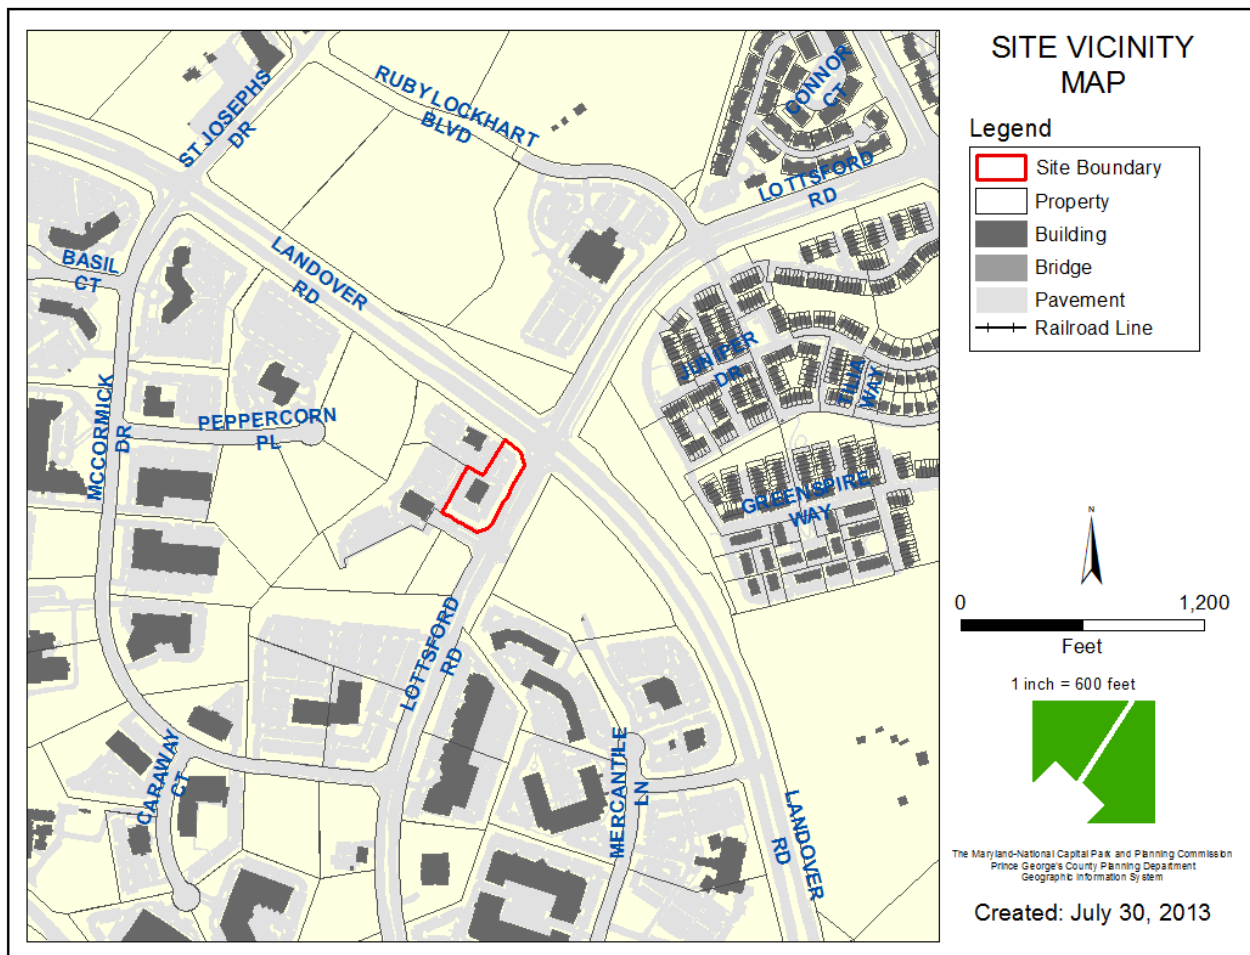 SITE VICINITY
MAP
Legend
Site Boundary
Property
Building
Bridge
Pavement
Railroad Line
N
0 1,200
Feet
1 inch = 600 feet
The Maryland-National Capital Park and Planning Commission
Prince George's County Planning Department
Geographic Information System
Created: July 30, 2013
ST JOSEPHS
DR
RUBY LOCKHART
BLVD
CONNOR
CT
LOTTSFORD
RD
BASIL
CT
LANDOVER
RD
JUNIPER
DR
TILIA
WAY
MCCORMICK
DR
PEPPERCORN
PL
GREENSPIRE
WAY
LOTTSFORD
RD
CARAWAY
CT
MERCANTILE
LN
LANDOVER
RD